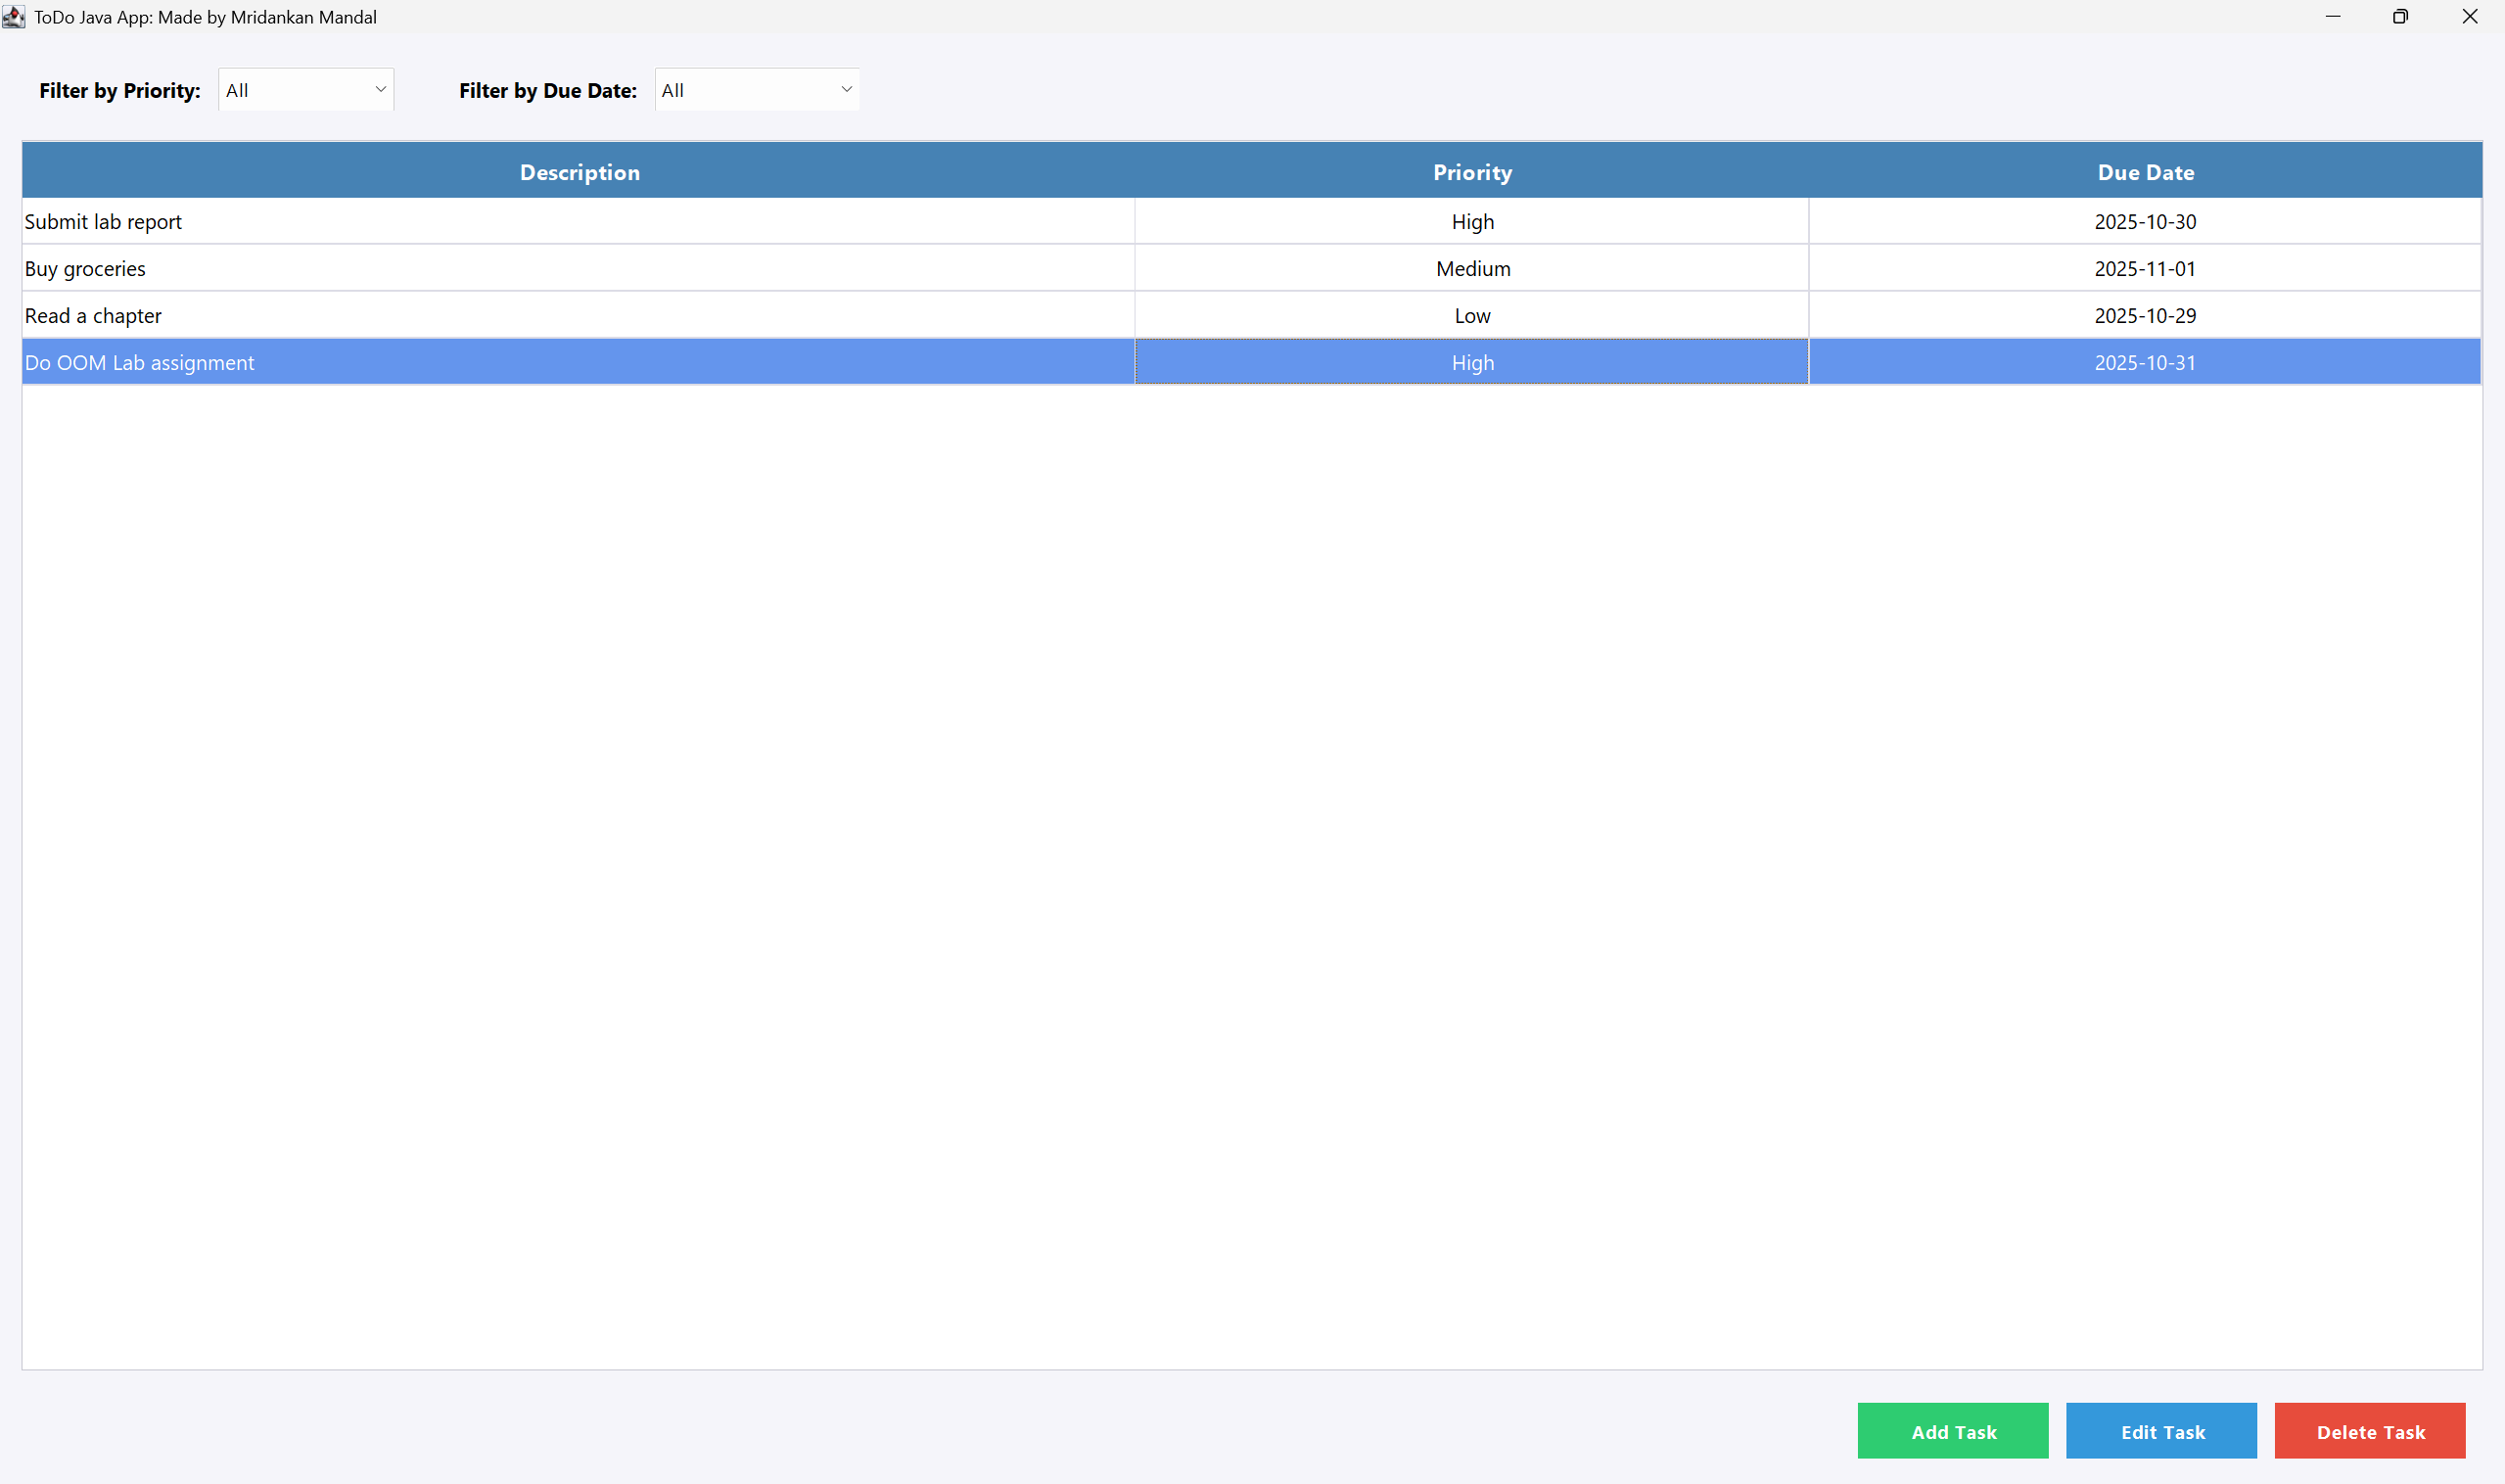 ToDo Java App: Made by Mridankan Mandal
Filter by Priority: All Filter by Due Date: All
Description Priority Due Date
Submit lab report High 2025-10-30
Buy groceries Medium 2025-11-01
Read a chapter Low 2025-10-29
Do OOM Lab assignment High 2025-10-31
Add Task Edit Task Delete Task